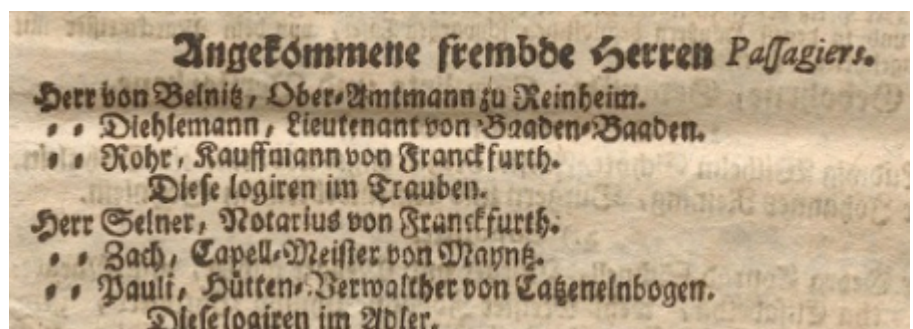 Angekommene frembde Herren Passagiers.
Herr von Belnitz, Ober-Amtmann zu Reinheim.
- - Diehlemann, Lieutenant von Baaden-Baaden.
- - Rohr, Kauffmann von Franckfurth.
Diese logiren im Trauben.
Herr Selner, Notarius von Franckfurth.
- - Zach, Capell-Meister von Mayntz.
- - Pauli, Hütten-Verwalther von Catzenelnbogen.
Diese logiren im Adler.